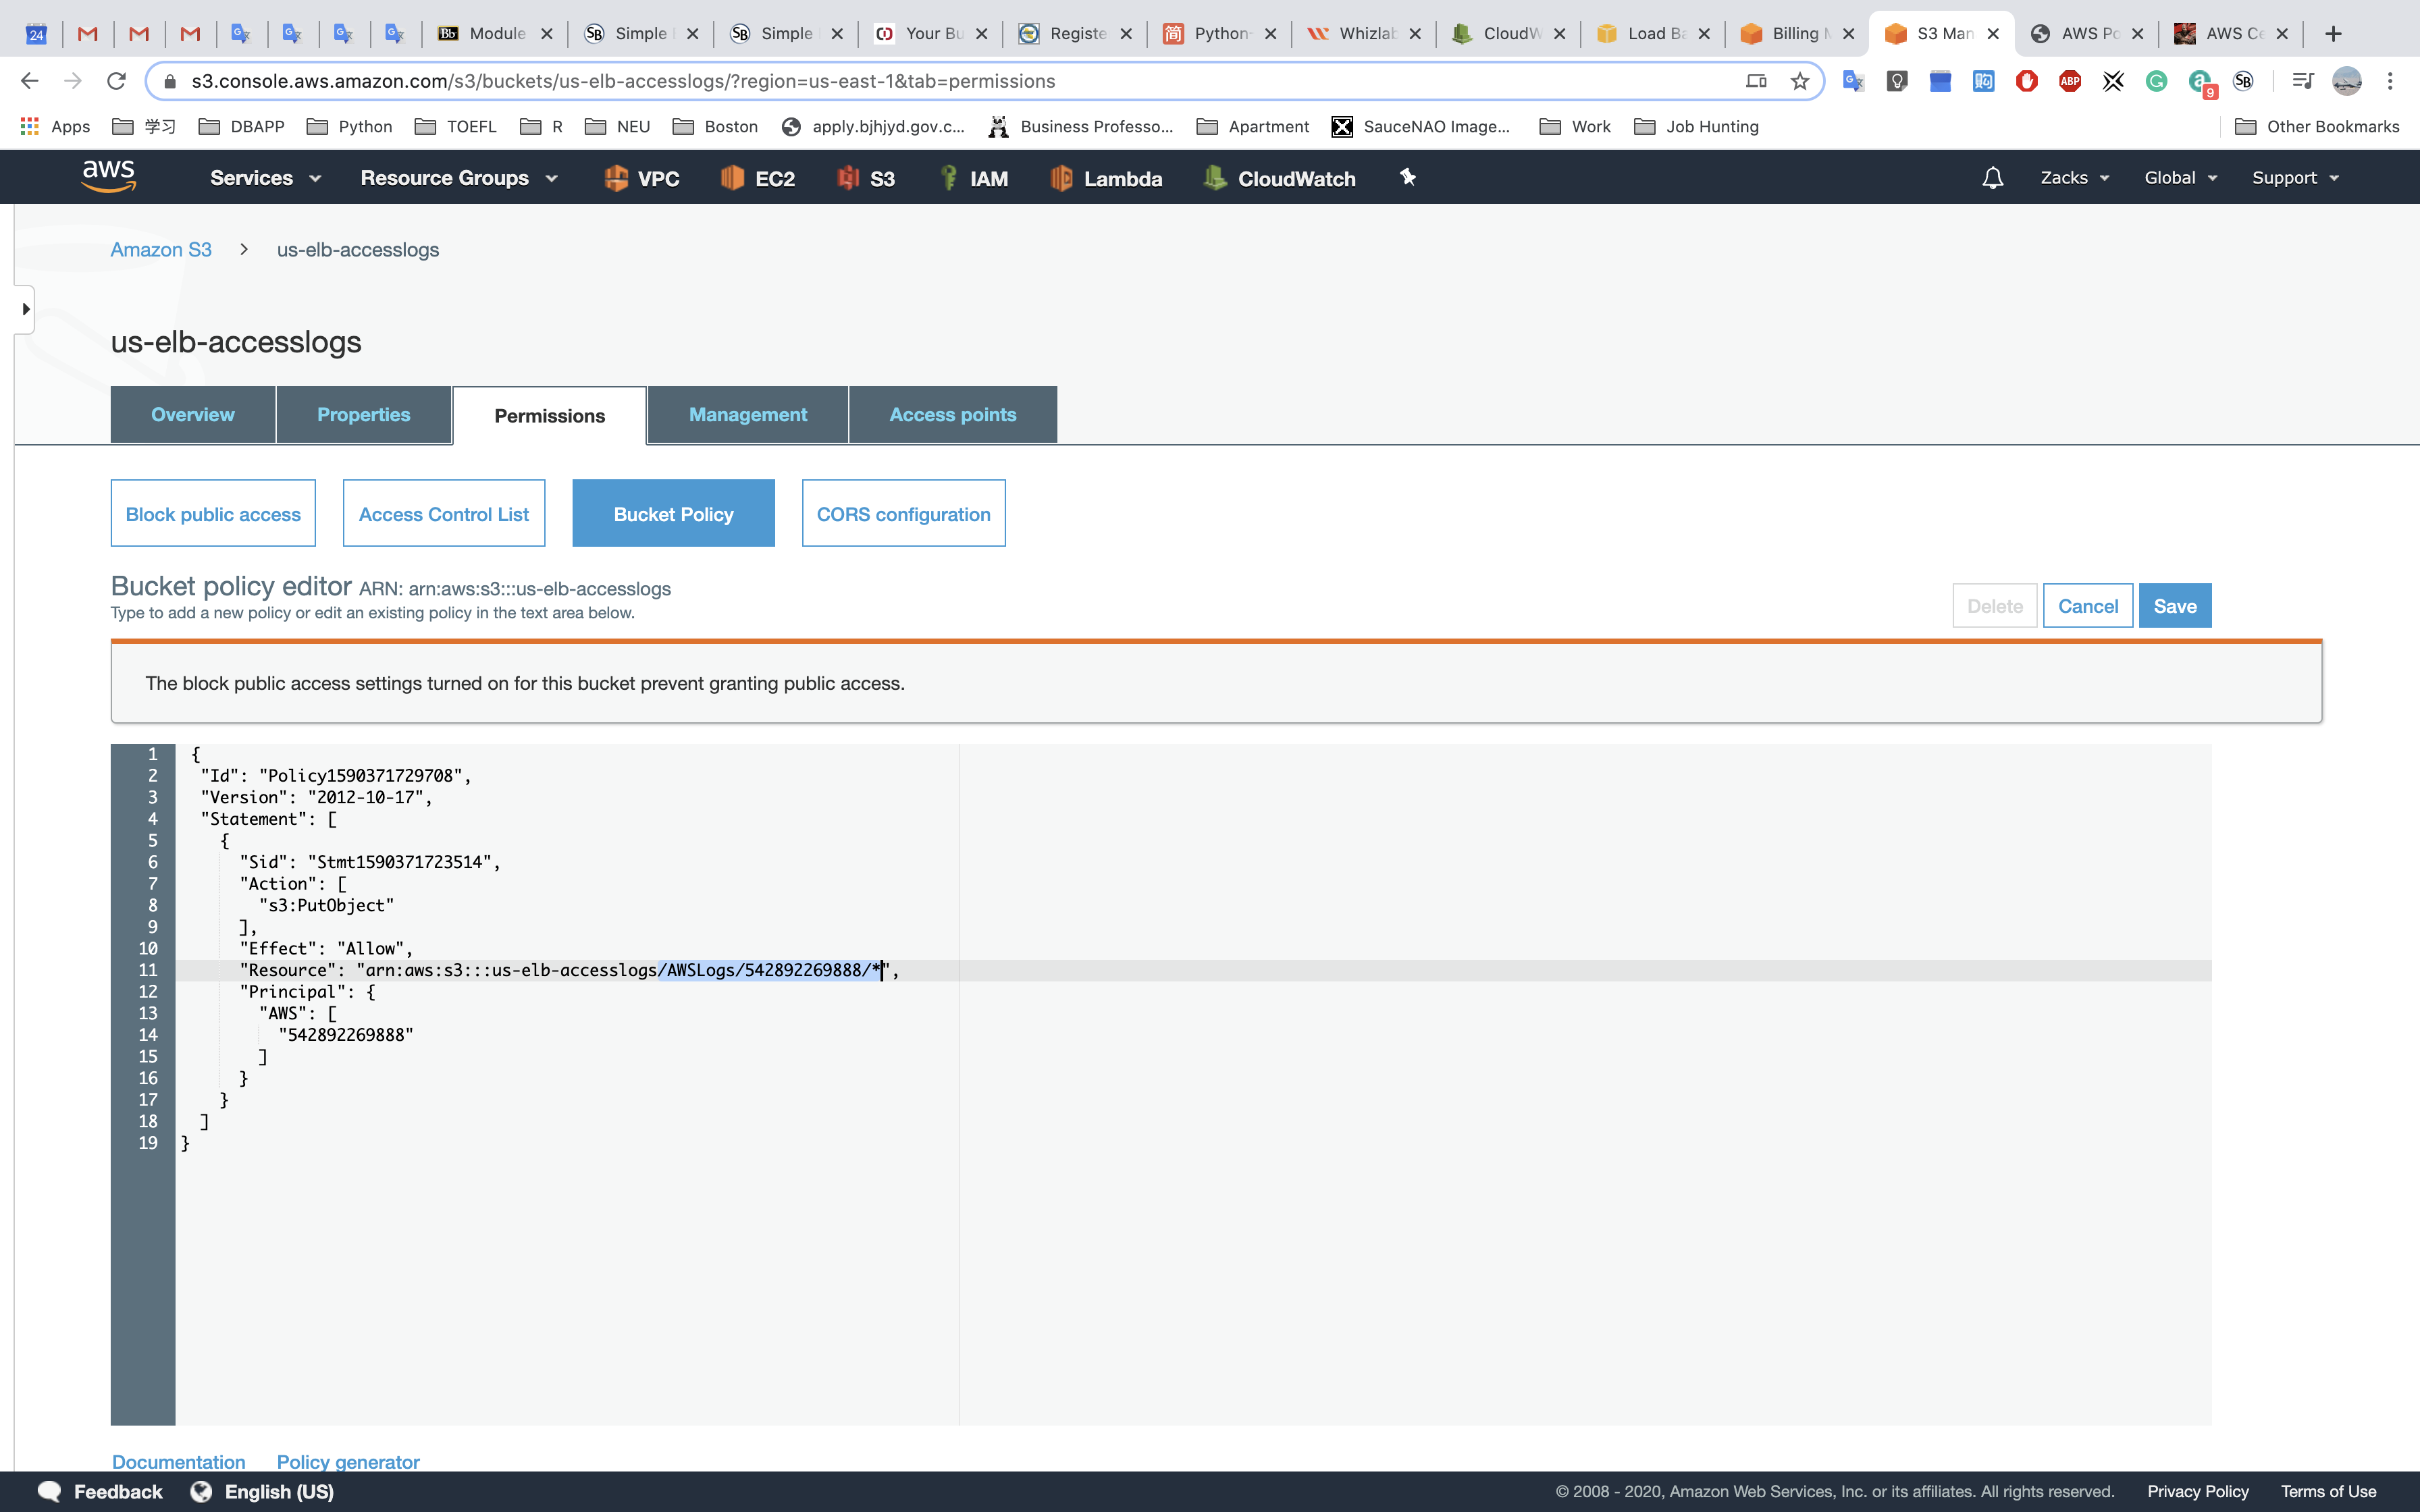 24
Bb Module
SB Simple
SB Simple
Your Bu
Registe
简 Python-
Whizlab
CloudW
Load Ba
Billing M
S3 Man
AWS Po
AWS Ce
s3.console.aws.amazon.com/s3/buckets/us-elb-accesslogs/?region=us-east-1&tab=permissions
ABP
9
SB
Apps
学习
DBAPP
Python
TOEFL
R
NEU
Boston
apply.bjhjyd.gov.c...
Business Professo...
Apartment
SauceNAO Image...
Work
Job Hunting
Other Bookmarks
aws
Services
Resource Groups
VPC
EC2
S3
IAM
Lambda
CloudWatch
Zacks
Global
Support
Amazon S3 > us-elb-accesslogs
us-elb-accesslogs
Overview
Properties
Permissions
Management
Access points
Block public access
Access Control List
Bucket Policy
CORS configuration
Bucket policy editor ARN: arn:aws:s3:::us-elb-accesslogs
Type to add a new policy or edit an existing policy in the text area below.
Delete
Cancel
Save
The block public access settings turned on for this bucket prevent granting public access.
1 {
2 "Id": "Policy1590371729708",
3 "Version": "2012-10-17",
4 "Statement": [
5 {
6 "Sid": "Stmt1590371723514",
7 "Action": [
8 "s3:PutObject"
9 ],
10 "Effect": "Allow",
11 "Resource": "arn:aws:s3:::us-elb-accesslogs/AWSLogs/542892269888/*",
12 "Principal": {
13 "AWS": [
14 "542892269888"
15 ]
16 }
17 }
18 ]
19 }
Documentation
Policy generator
Feedback
English (US)
© 2008 - 2020, Amazon Web Services, Inc. or its affiliates. All rights reserved.
Privacy Policy
Terms of Use